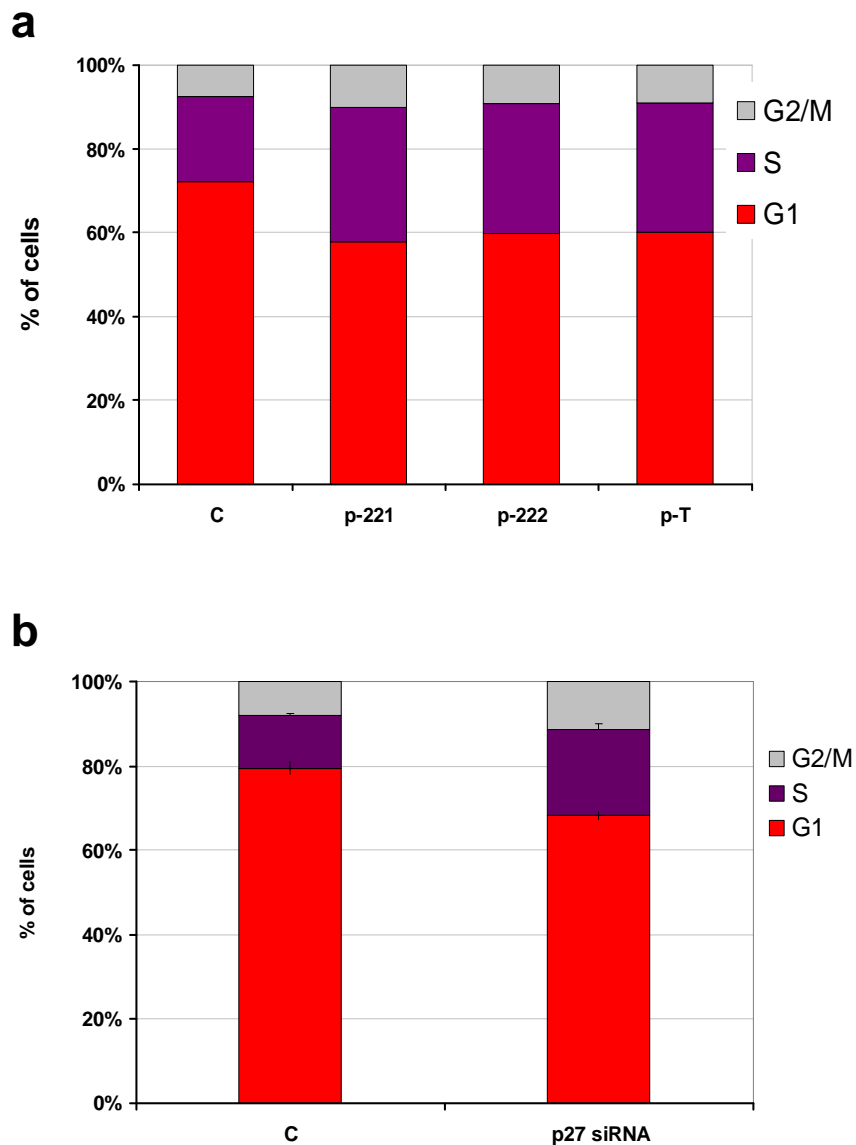 a
100%
80%
60%
40%
20%
0%
% of cells
C p-221 p-222 p-T
G2/M
S
G1
b
100%
80%
60%
40%
20%
0%
% of cells
C p27 siRNA
G2/M
S
G1